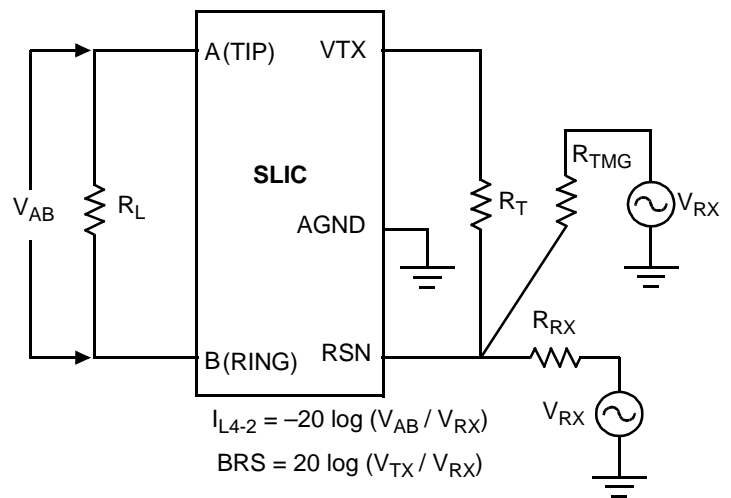 A(TIP)
VTX
R_TMG
SLIC
V_AB
R_L
R_T
V_RX
AGND
R_RX
B(RING)
RSN
V_RX
I_L4-2 = –20 log (V_AB / V_RX)
BRS = 20 log (V_TX / V_RX)